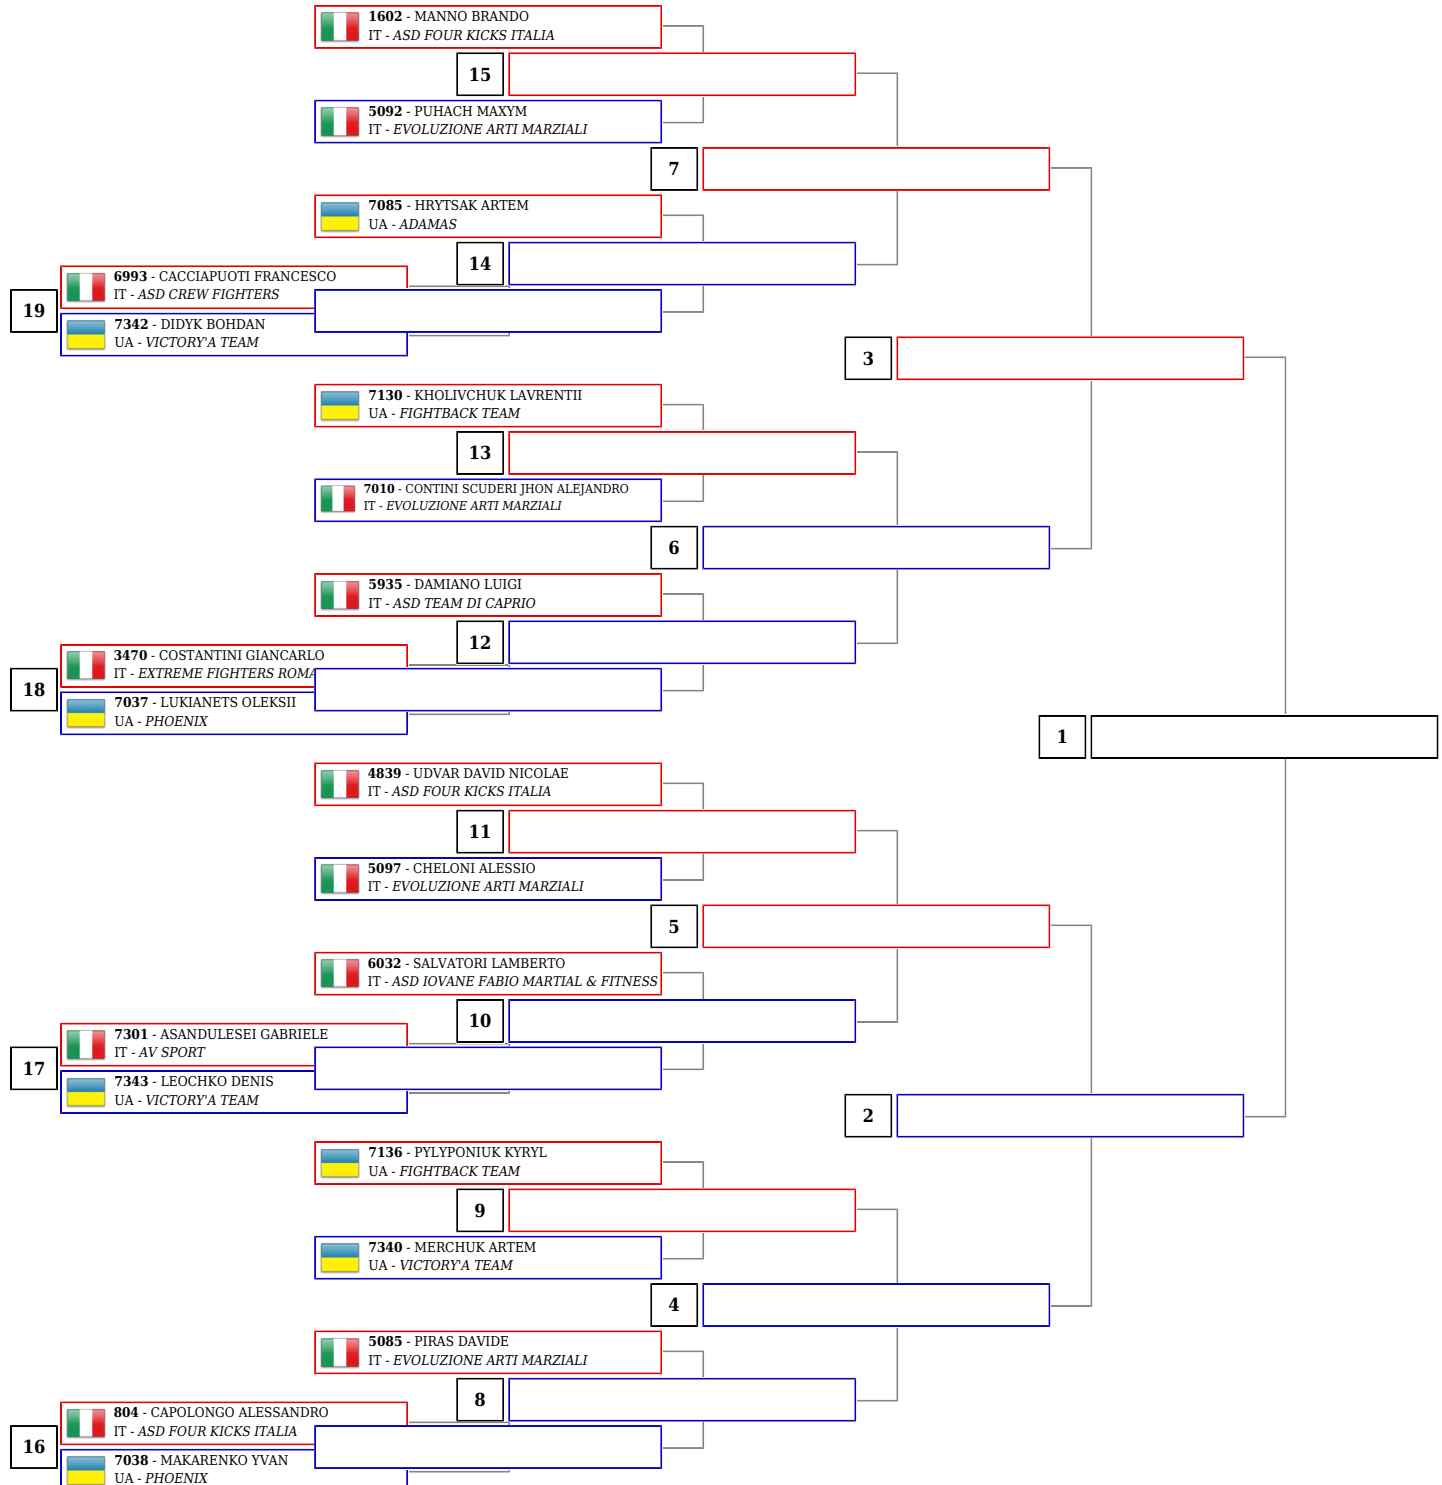 1602 - MANNO BRANDO
IT - ASD FOUR KICKS ITALIA
15
5092 - PUHACH MAXYM
IT - EVOLUZIONE ARTI MARZIALI
7
7085 - HRYTSAK ARTEM
UA - ADAMAS
14
6993 - CACCIAPUOTI FRANCESCO
IT - ASD CREW FIGHTERS
19
7342 - DIDYK BOHDAN
UA - VICTORY'A TEAM
3
7130 - KHOLIVCHUK LAVRENTII
UA - FIGHTBACK TEAM
13
7010 - CONTINI SCUDERI JHON ALEJANDRO
IT - EVOLUZIONE ARTI MARZIALI
6
5935 - DAMIANO LUIGI
IT - ASD TEAM DI CAPRIO
12
3470 - COSTANTINI GIANCARLO
IT - EXTREME FIGHTERS ROMA
18
7037 - LUKIANETS OLEKSII
UA - PHOENIX
1
4839 - UDVAR DAVID NICOLAE
IT - ASD FOUR KICKS ITALIA
11
5097 - CHELONI ALESSIO
IT - EVOLUZIONE ARTI MARZIALI
5
6032 - SALVATORI LAMBERTO
IT - ASD IOVANE FABIO MARTIAL & FITNESS
10
7301 - ASANDULESEI GABRIELE
IT - AV SPORT
17
7343 - LEOCHKO DENIS
UA - VICTORY'A TEAM
2
7136 - PYLYPONIUK KYRYL
UA - FIGHTBACK TEAM
9
7340 - MERCHUK ARTEM
UA - VICTORY'A TEAM
4
5085 - PIRAS DAVIDE
IT - EVOLUZIONE ARTI MARZIALI
8
804 - CAPOLONGO ALESSANDRO
IT - ASD FOUR KICKS ITALIA
16
7038 - MAKARENKO YVAN
UA - PHOENIX